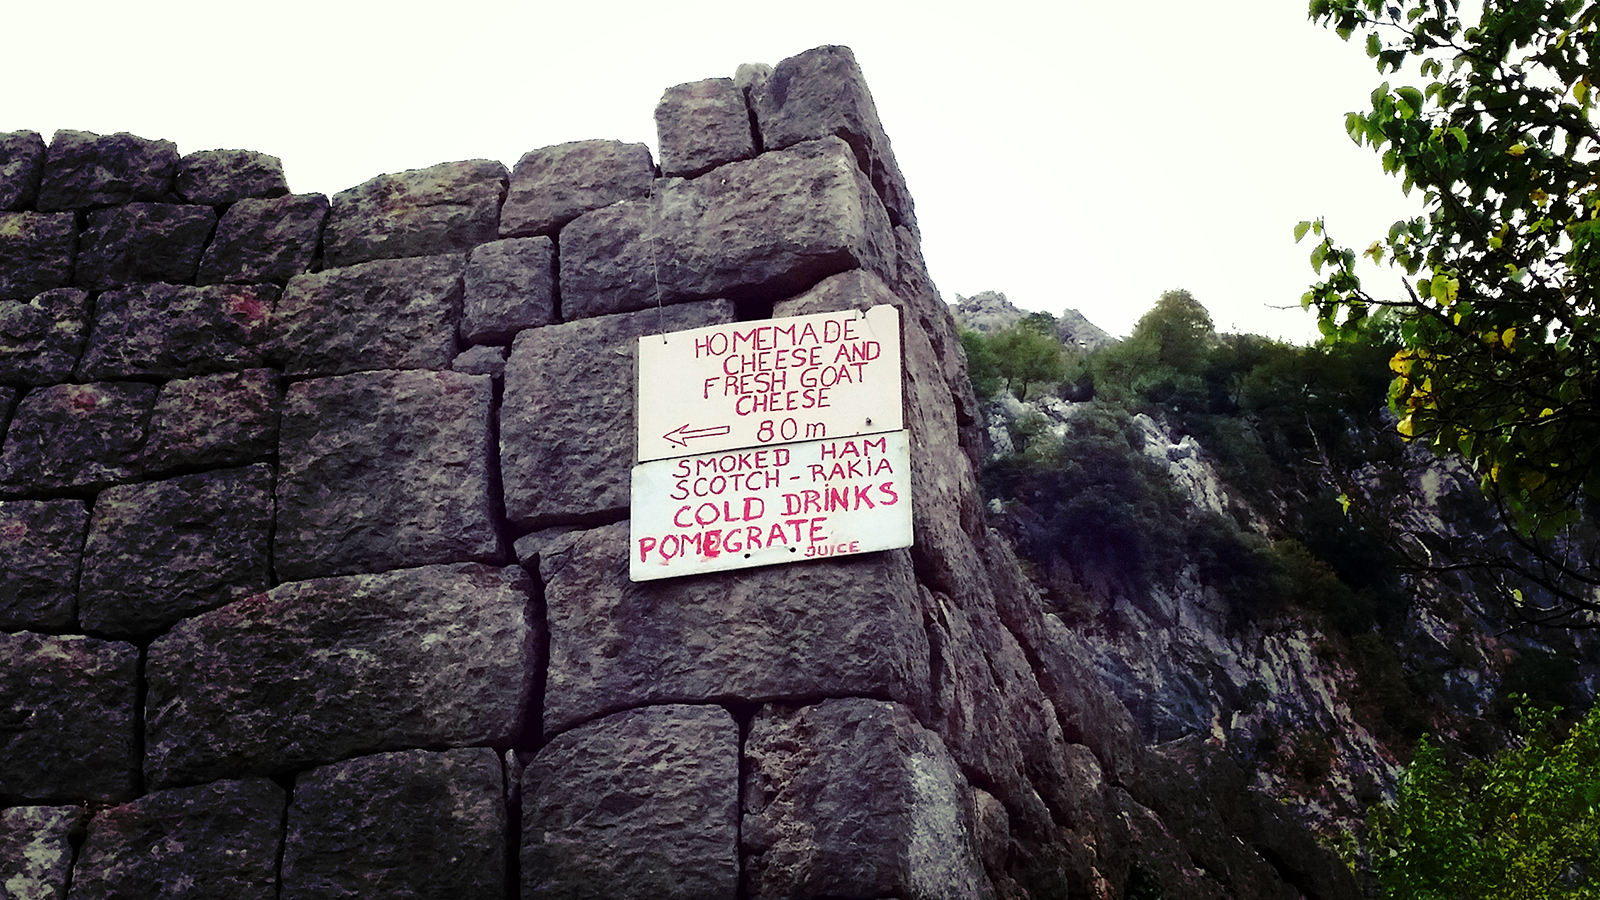 HOMEMADE
CHEESE AND
FRESH GOAT
CHEESE
80m
SMOKED HAM
SCOTCH - RAKIA
COLD DRINKS
POMEGRATE
JUICE